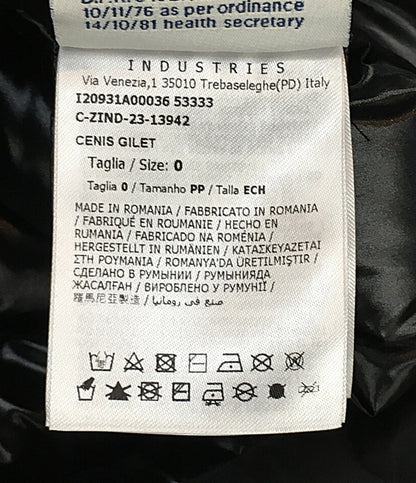 10/11/76 as per ordinance
14/10/81 health secretary
INDUSTRIES
Via Venezia,1 35010 Trebaseleghe(PD) Italy
I20931A00036 53333
C-ZIND-23-13942
CENIS GILET
Taglia / Size: 0
Taglia 0 / Tamanho PP / Talla ECH
MADE IN ROMANIA / FABBRICATO IN ROMANIA
/ FABRIQUÉ EN ROUMANIE / HECHO EN
RUMANIA / FABRICADO NA ROMÉNIA /
HERGESTELLT IN RUMÄNIEN / ΚΑΤΑΣΚΕΥΑΖΕΤΑΙ
ΣΤΗ ΡΟΥΜΑΝΙΑ / ROMANYA'DA ÜRETILMIŞTIR /
СДЕЛАНО В РУМЫНИИ / РУМЫНИЯДА
ЖАСАЛҒАН / ВИРОБЛЕНО У РУМУНІЇ /
羅馬尼亞製造 / صنع في رومانيا